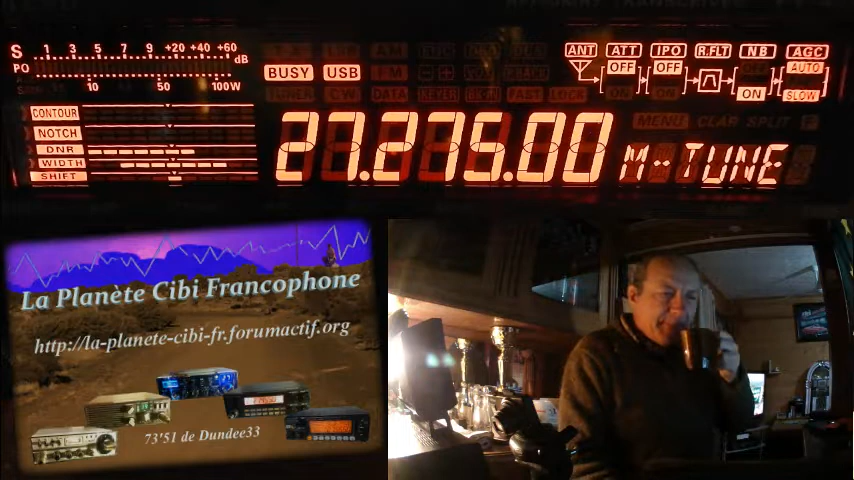 S 1 3 5 7 9 +20 +40 +60 dB
PO 10 50 100W
BUSY USB
ANT ATT IPO R.FLT NB AGC
OFF OFF AUTO
ON SLOW
CONTOUR
NOTCH
DNR
WIDTH
SHIFT
27.275.00
M-TUNE
MENU CLAR SPLIT
La Planète Cibi Francophone
http://la-planete-cibi-fr.forumactif.org
73'51 de Dundee33